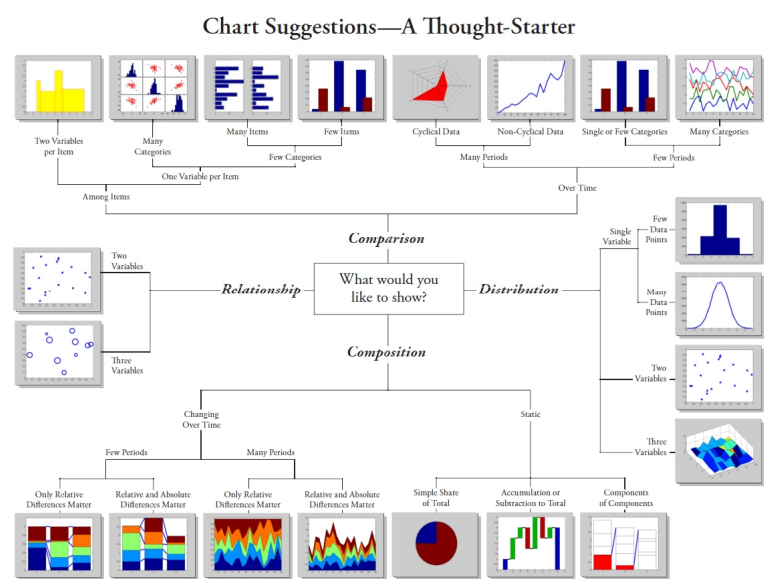 Chart Suggestions—A Thought-Starter
Two Variables
per Item
Many
Categories
Many Items
Few Items
Cyclical Data
Non-Cyclical Data
Single or Few Categories
Many Categories
Few Categories
Many Periods
Few Periods
One Variable per Item
Among Items
Over Time
Comparison
Two
Variables
Single
Variable
Few
Data
Points
Relationship
What would you
like to show?
Distribution
Many
Data
Points
Three
Variables
Composition
Two
Variables
Changing
Over Time
Static
Three
Variables
Few Periods
Many Periods
Only Relative
Differences Matter
Relative and Absolute
Differences Matter
Only Relative
Differences Matter
Relative and Absolute
Differences Matter
Simple Share
of Total
Accumulation or
Subtraction to Total
Components
of Components